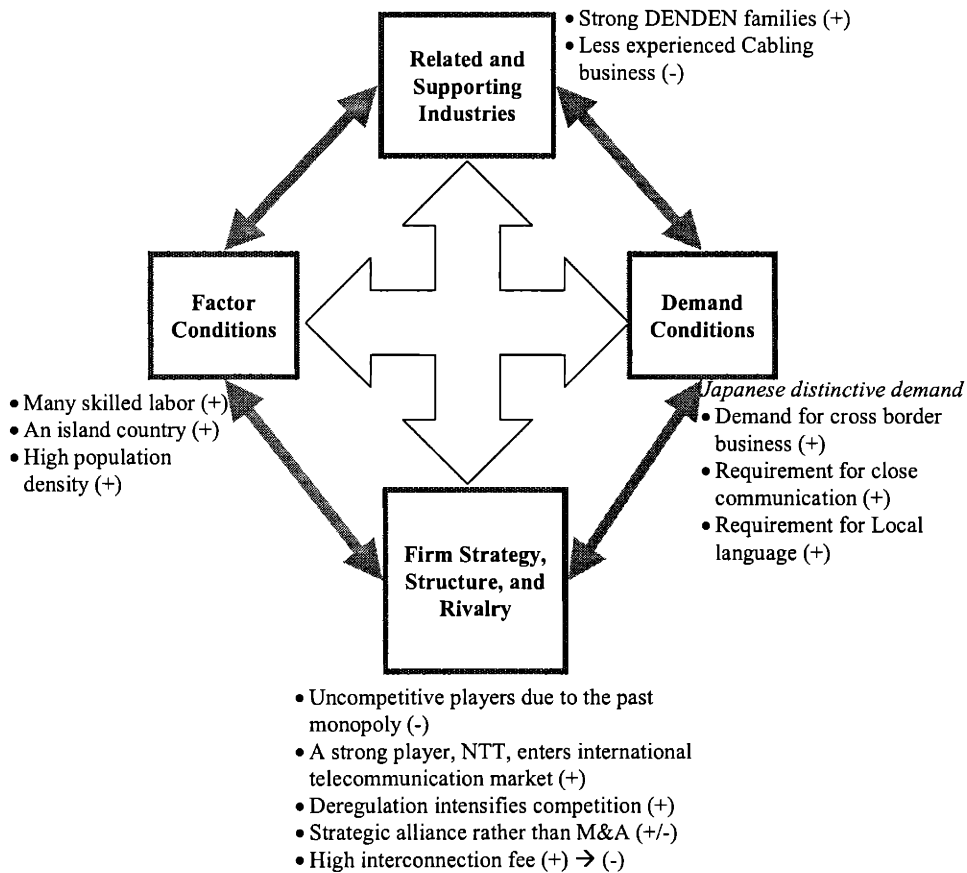 • Strong DENDEN families (+)
• Less experienced Cabling
business (-)
Related and
Supporting
Industries
Factor
Conditions
Demand
Conditions
• Many skilled labor (+)
• An island country (+)
• High population
density (+)
Japanese distinctive demand
• Demand for cross border
business (+)
• Requirement for close
communication (+)
• Requirement for Local
language (+)
Firm Strategy,
Structure, and
Rivalry
• Uncompetitive players due to the past
monopoly (-)
• A strong player, NTT, enters international
telecommunication market (+)
• Deregulation intensifies competition (+)
• Strategic alliance rather than M&A (+/-)
• High interconnection fee (+) → (-)